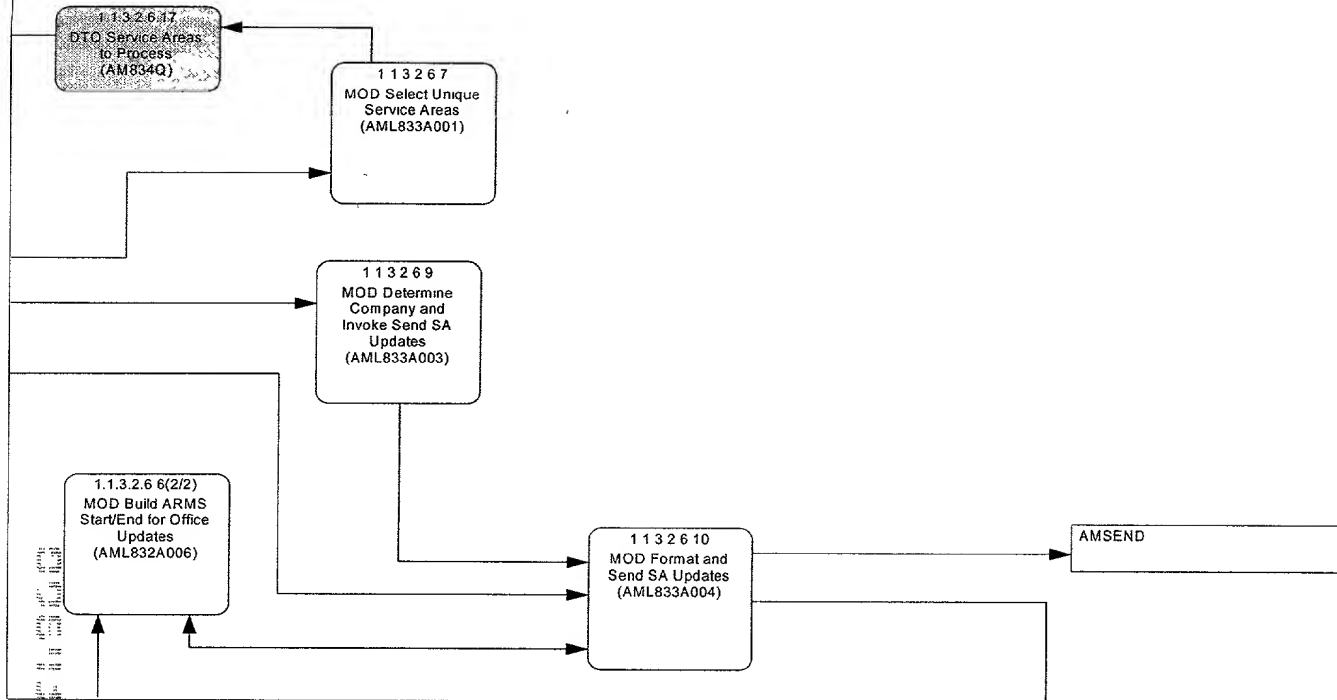 1.1.3.2.6.17
DTQ Service Areas
to Process
(AM834Q)
1 1 3 2 6 7
MOD Select Unique
Service Areas
(AML833A001)
1 1 3 2 6 9
MOD Determine
Company and
Invoke Send SA
Updates
(AML833A003)
1.1.3.2.6 6(2/2)
MOD Build ARMS
Start/End for Office
Updates
(AML832A006)
1 1 3 2 6 10
MOD Format and
Send SA Updates
(AML833A004)
AMSEND